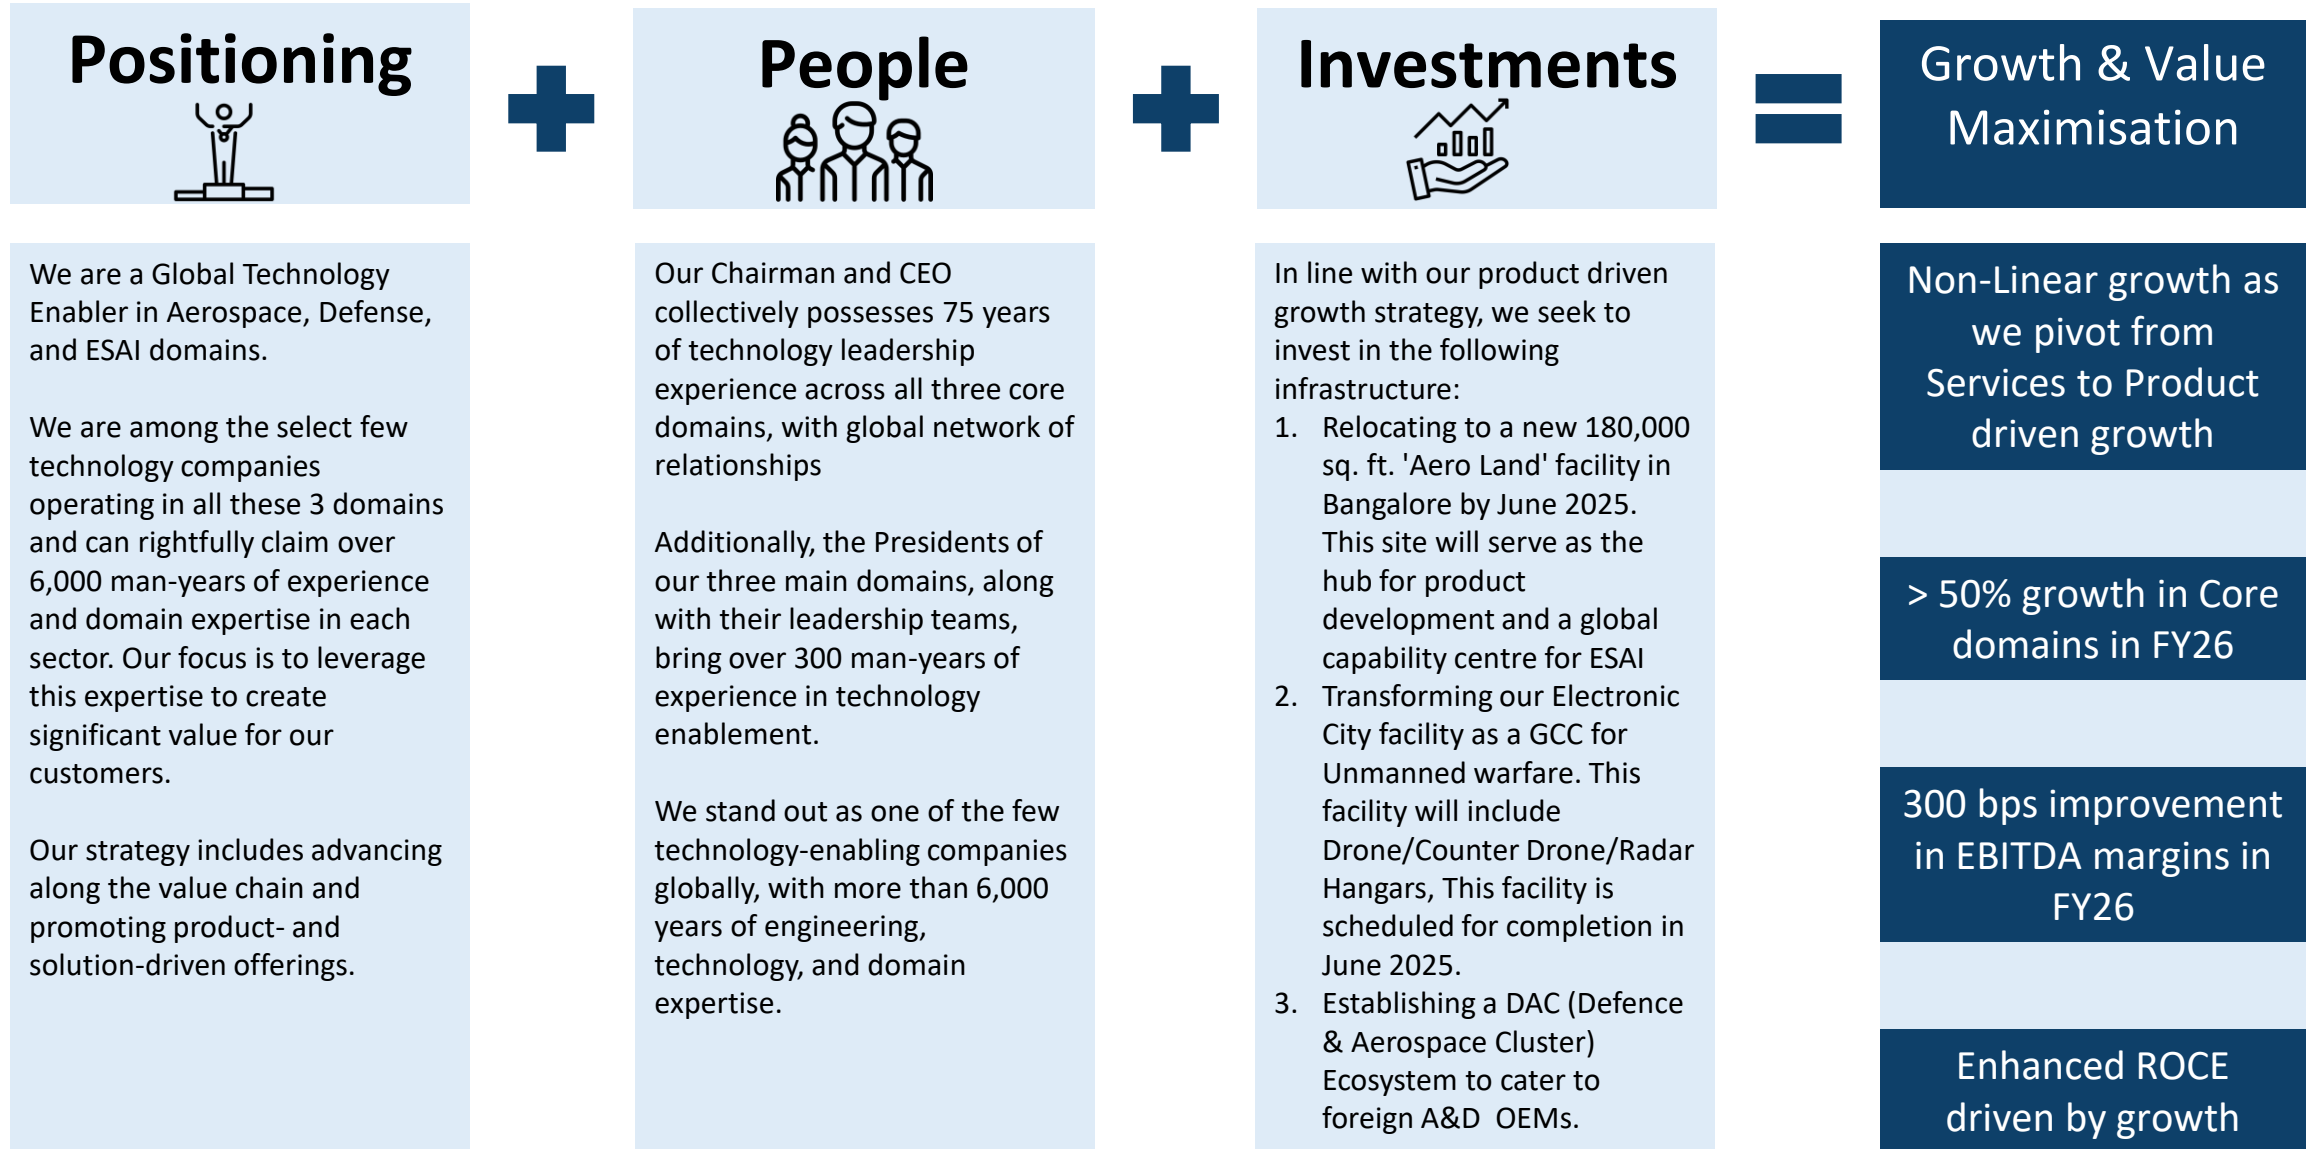 Positioning
We are a Global Technology
Enabler in Aerospace, Defense,
and ESAI domains.
We are among the select few
technology companies
operating in all these 3 domains
and can rightfully claim over
6,000 man-years of experience
and domain expertise in each
sector. Our focus is to leverage
this expertise to create
significant value for our
customers.
Our strategy includes advancing
along the value chain and
promoting product- and
solution-driven offerings.
People
Our Chairman and CEO
collectively possesses 75 years
of technology leadership
experience across all three core
domains, with global network of
relationships
Additionally, the Presidents of
our three main domains, along
with their leadership teams,
bring over 300 man-years of
experience in technology
enablement.
We stand out as one of the few
technology-enabling companies
globally, with more than 6,000
years of engineering,
technology, and domain
expertise.
Investments
In line with our product driven
growth strategy, we seek to
invest in the following
infrastructure:
1. Relocating to a new 180,000
sq. ft. 'Aero Land' facility in
Bangalore by June 2025.
This site will serve as the
hub for product
development and a global
capability centre for ESAI
2. Transforming our Electronic
City facility as a GCC for
Unmanned warfare. This
facility will include
Drone/Counter Drone/Radar
Hangars, This facility is
scheduled for completion in
June 2025.
3. Establishing a DAC (Defence
& Aerospace Cluster)
Ecosystem to cater to
foreign A&D OEMs.
Growth & Value
Maximisation
Non-Linear growth as
we pivot from
Services to Product
driven growth
> 50% growth in Core
domains in FY26
300 bps improvement
in EBITDA margins in
FY26
Enhanced ROCE
driven by growth